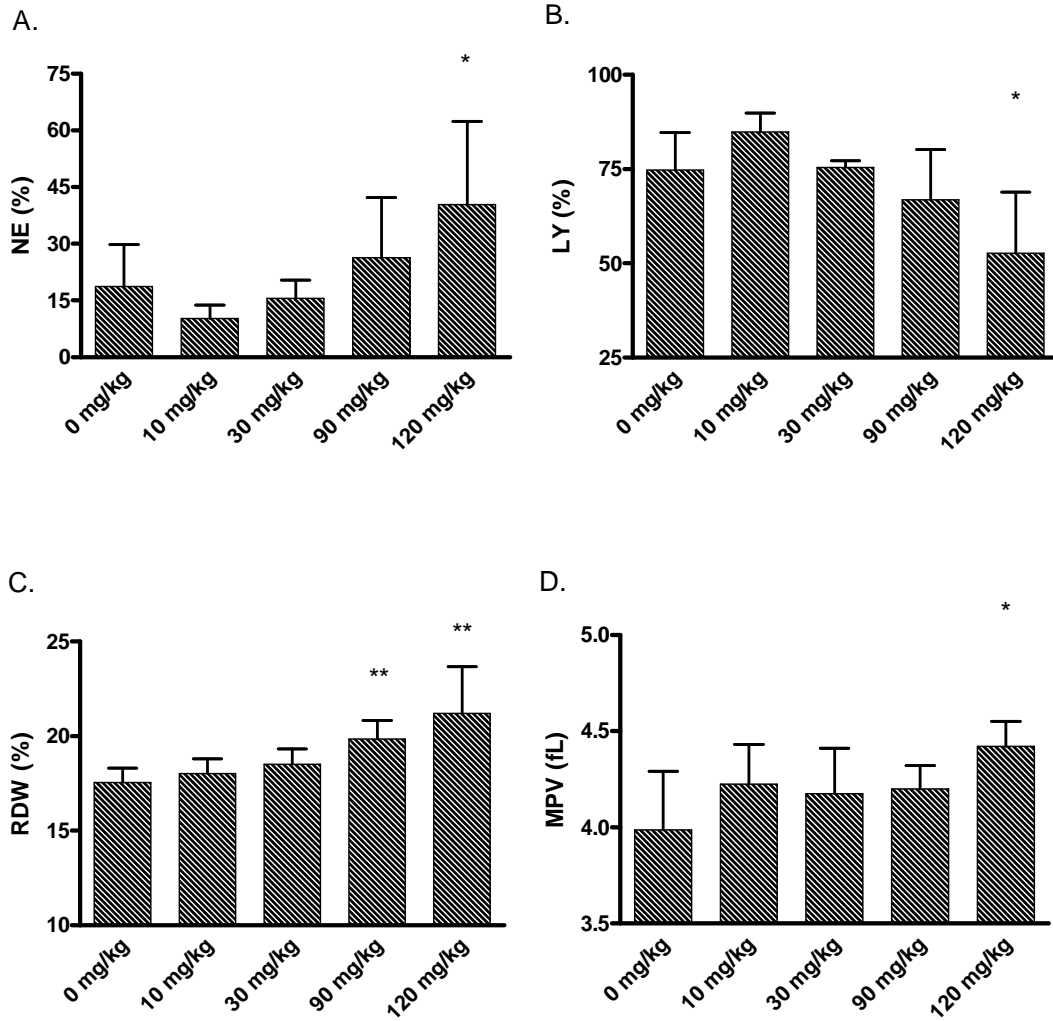 A.
*
75
60
45
30
15
0
NE (%)
0 mg/kg
10 mg/kg
30 mg/kg
90 mg/kg
120 mg/kg
B.
*
100
75
50
25
LY (%)
0 mg/kg
10 mg/kg
30 mg/kg
90 mg/kg
120 mg/kg
C.
**
**
25
20
15
10
RDW (%)
0 mg/kg
10 mg/kg
30 mg/kg
90 mg/kg
120 mg/kg
D.
*
5.0
4.5
4.0
3.5
MPV (fL)
0 mg/kg
10 mg/kg
30 mg/kg
90 mg/kg
120 mg/kg